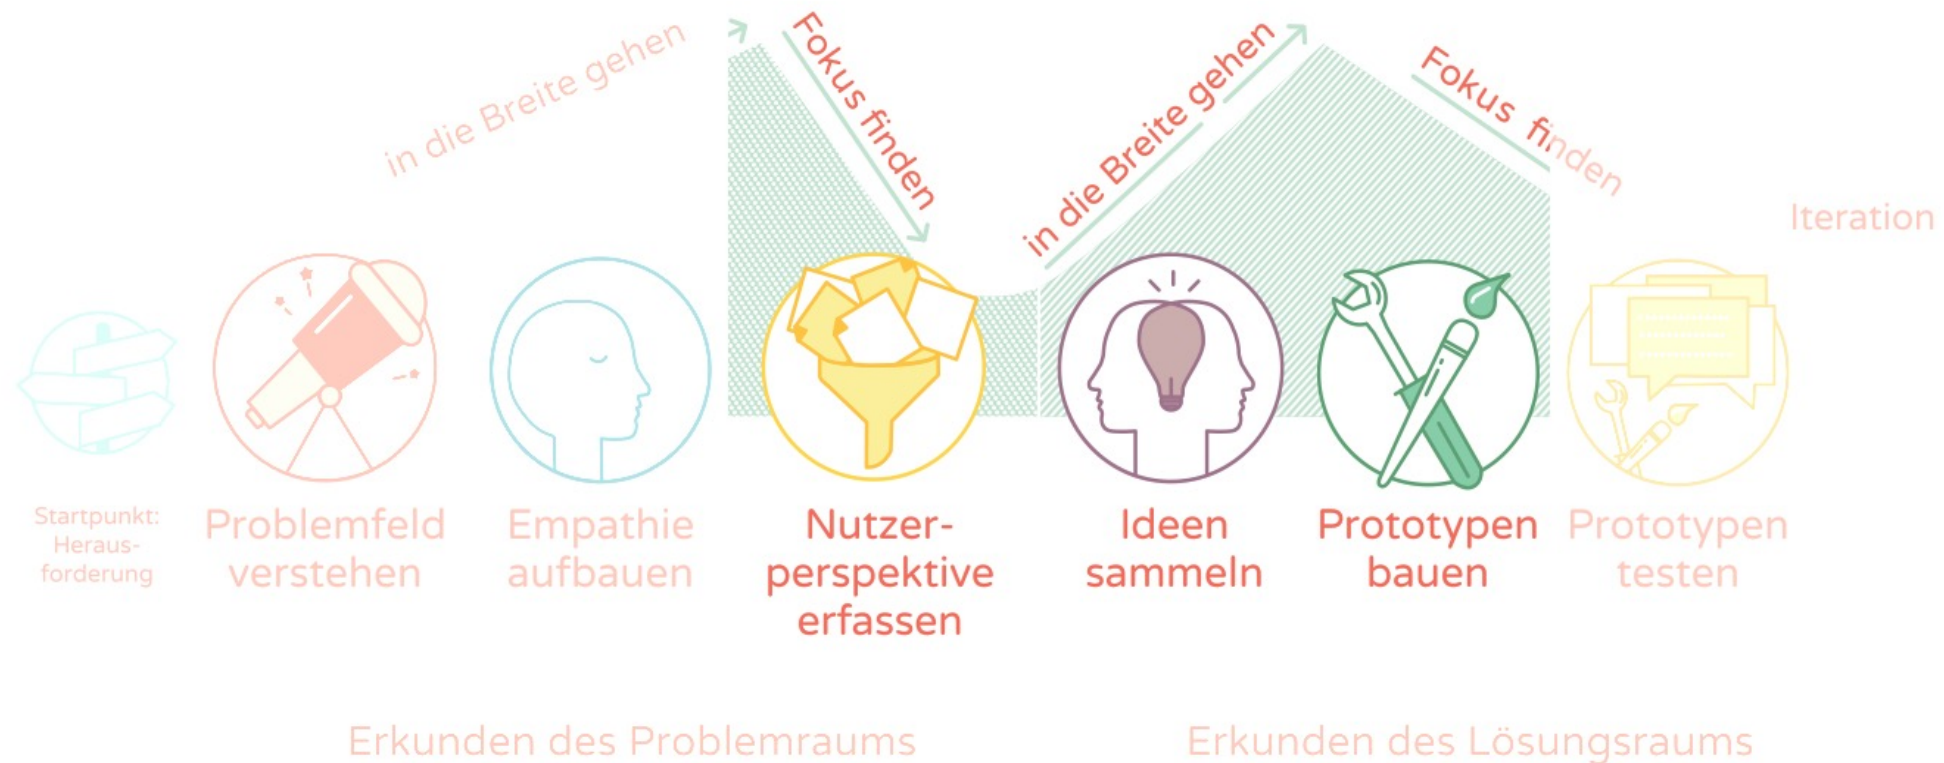 in die Breite gehen
Fokus finden
in die Breite gehen
Fokus finden
Iteration
Startpunkt:
Heraus-
forderung
Problemfeld
verstehen
Empathie
aufbauen
Nutzer-
perspektive
erfassen
Ideen
sammeln
Prototypen
bauen
Prototypen
testen
Erkunden des Problemraums
Erkunden des Lösungsraums